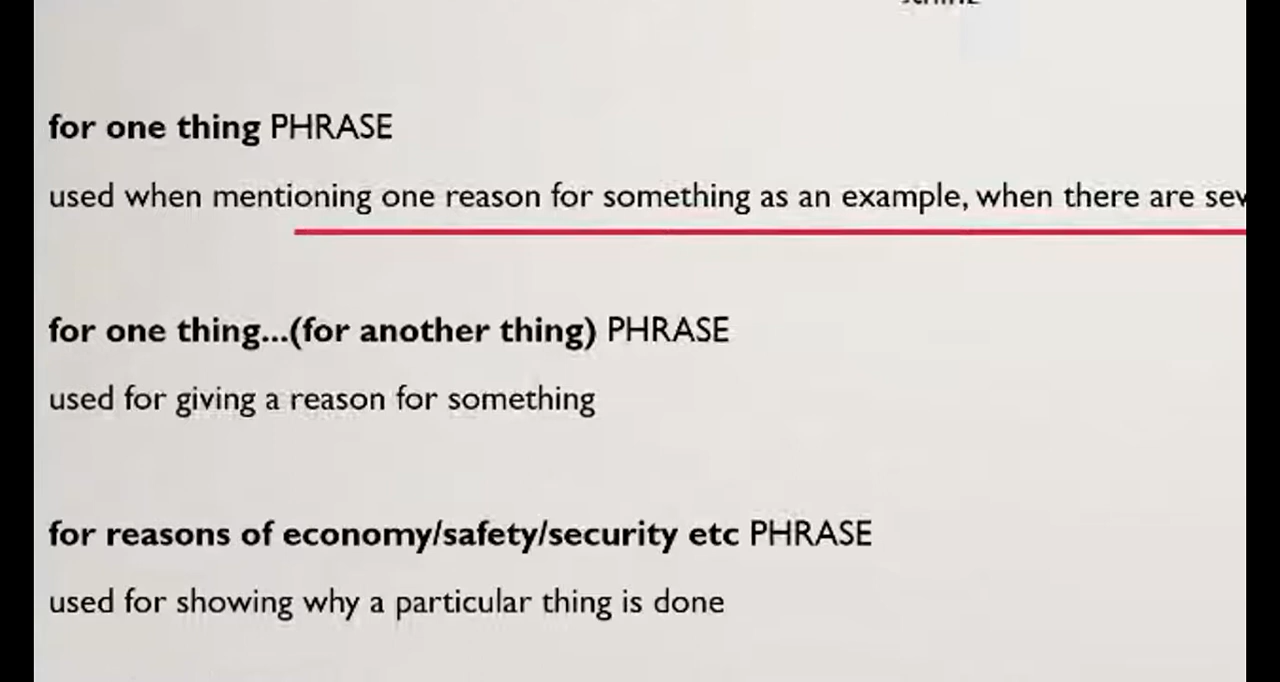 for one thing PHRASE
used when mentioning one reason for something as an example, when there are
for one thing...(for another thing) PHRASE
used for giving a reason for something
for reasons of economy/safety/security etc PHRASE
used for showing why a particular thing is done